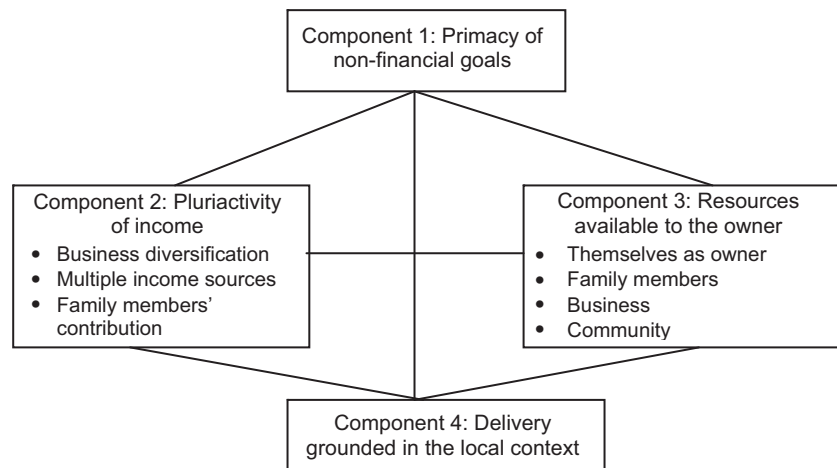 Component 1: Primacy of
non-financial goals
Component 2: Pluriactivity
of income
• Business diversification
• Multiple income sources
• Family members’
contribution
Component 3: Resources
available to the owner
• Themselves as owner
• Family members
• Business
• Community
Component 4: Delivery
grounded in the local context